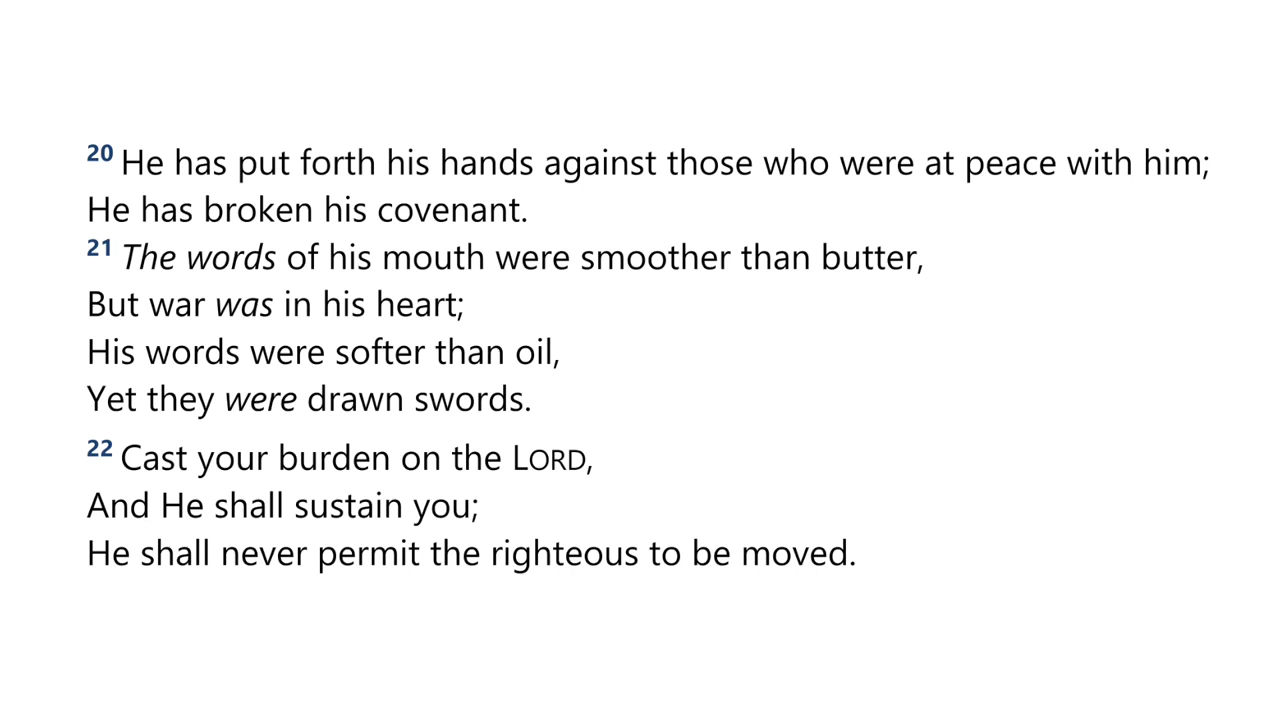 20 He has put forth his hands against those who were at peace with him;
He has broken his covenant.
21 The words of his mouth were smoother than butter,
But war was in his heart;
His words were softer than oil,
Yet they were drawn swords.
22 Cast your burden on the LORD,
And He shall sustain you;
He shall never permit the righteous to be moved.